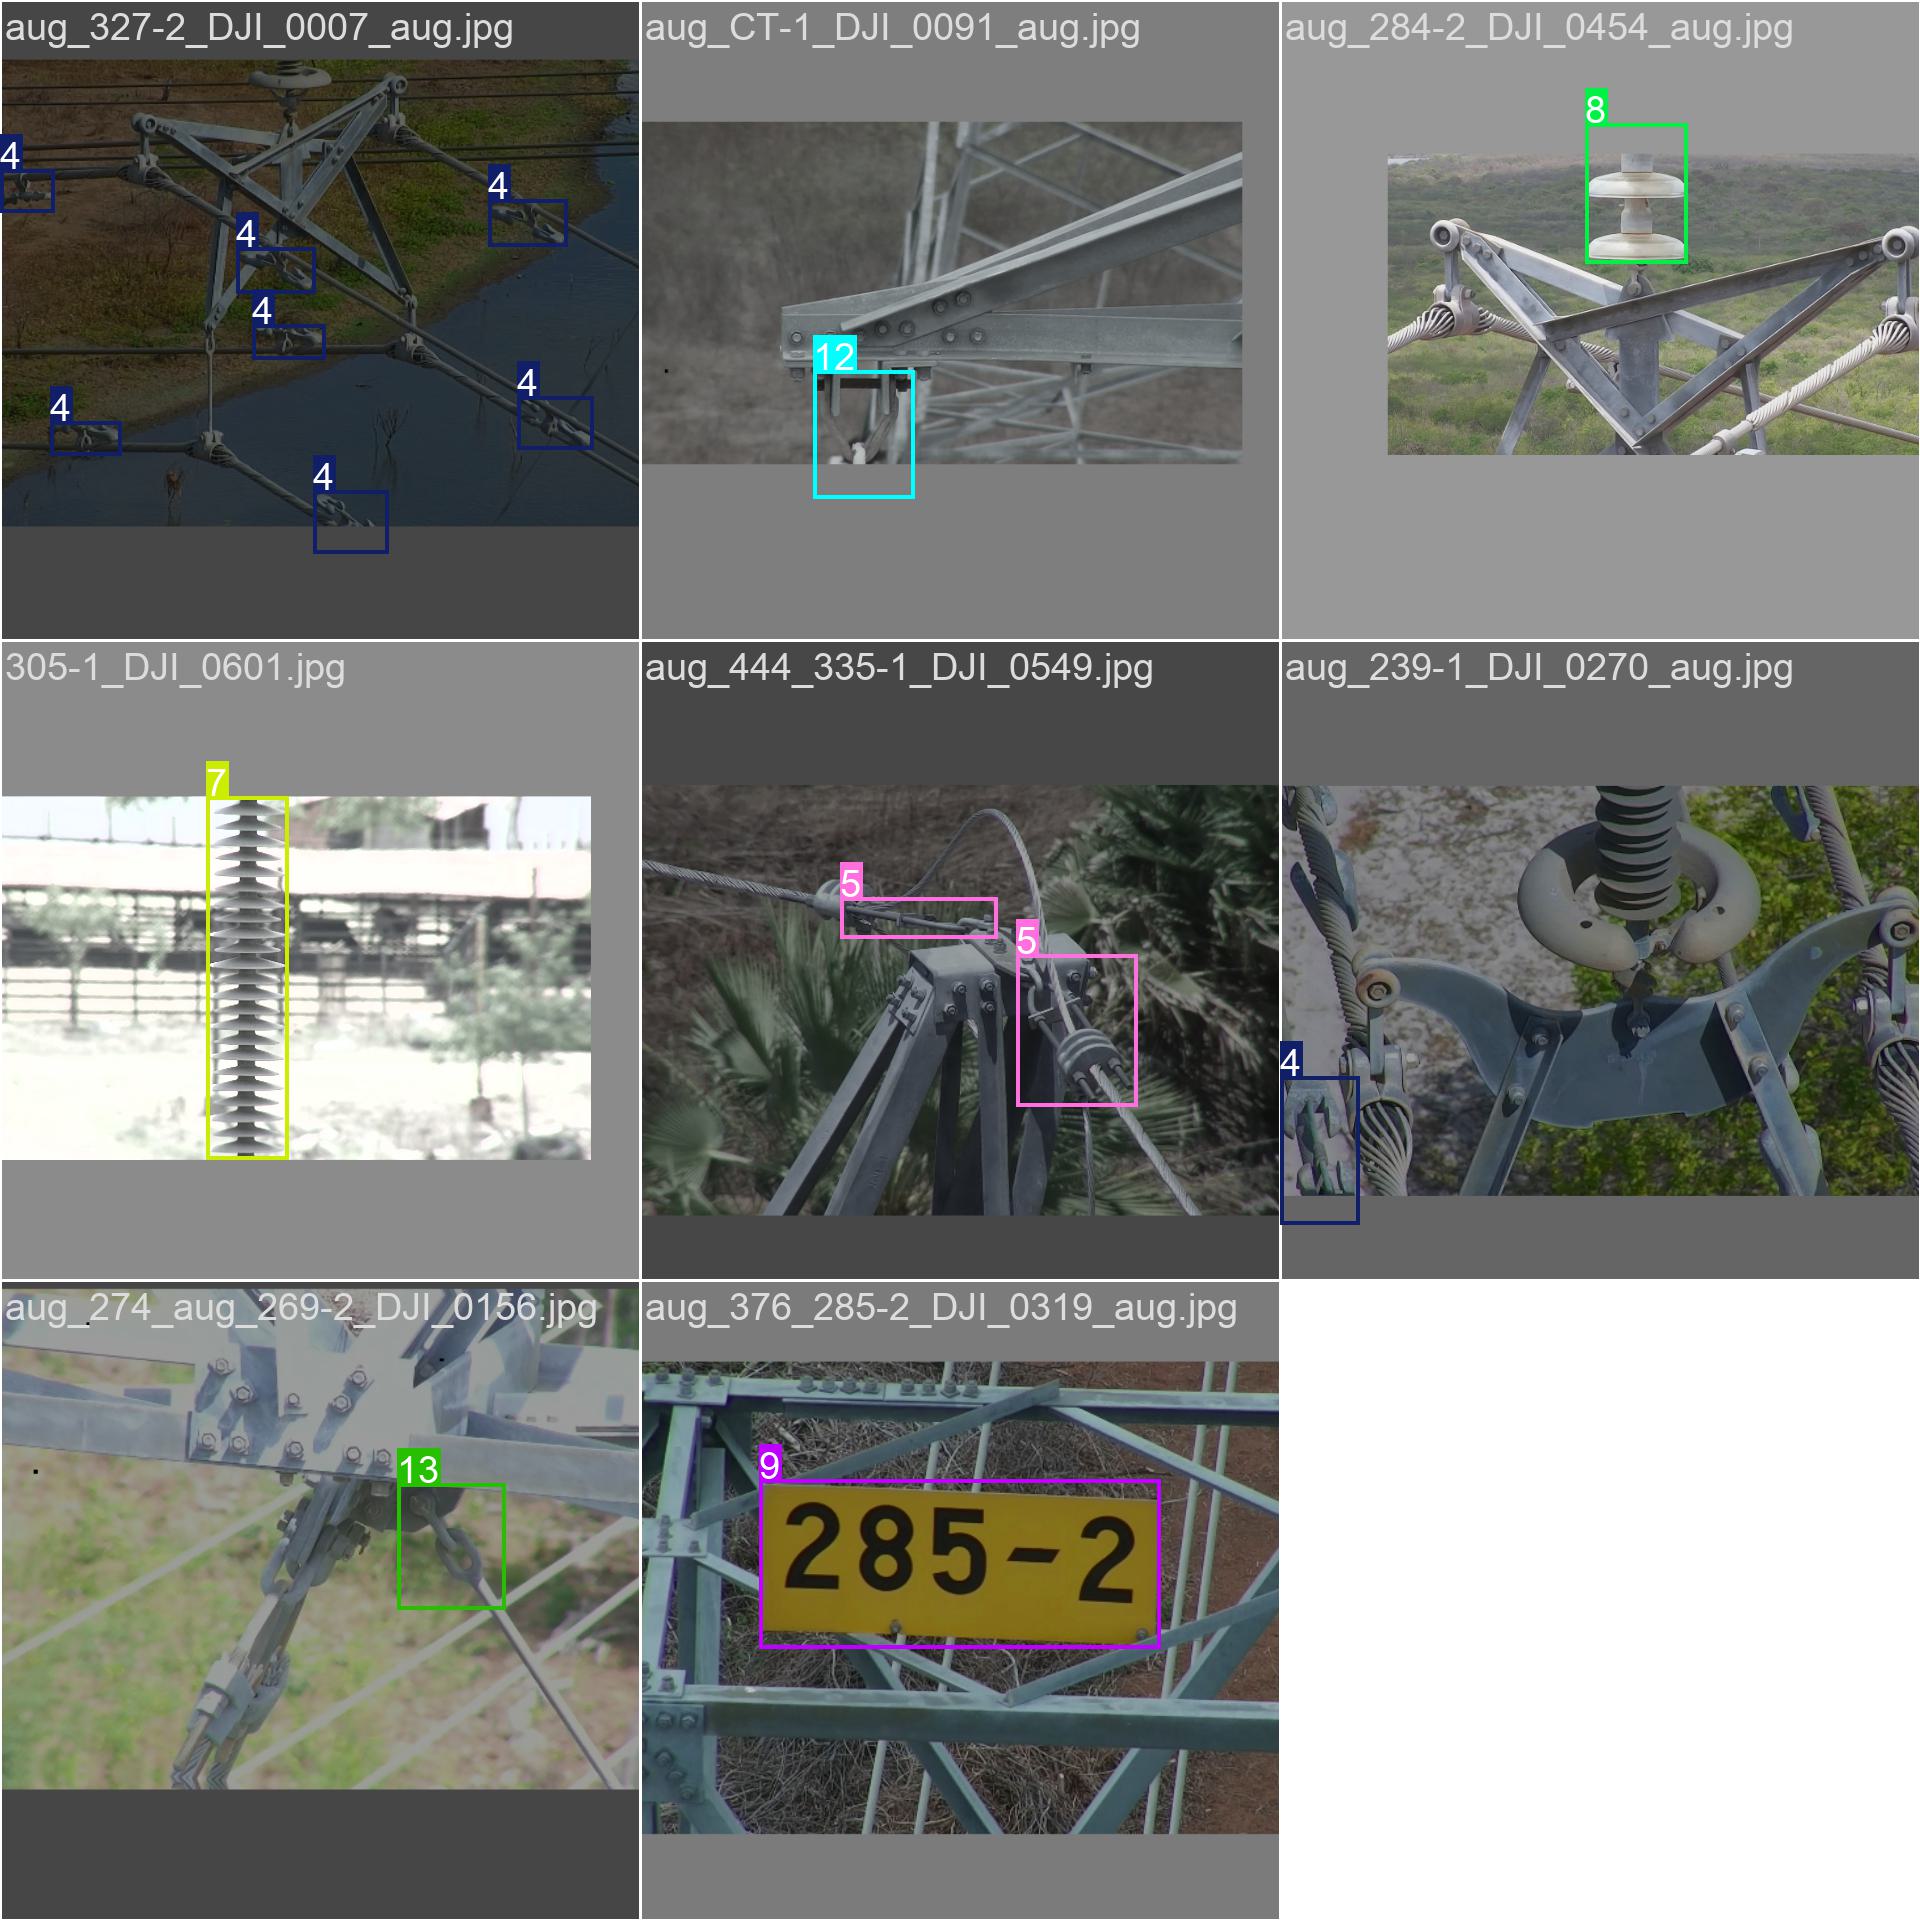 aug_327-2_DJI_0007_aug.jpg
4
4
4
4
4
4
4
aug_CT-1_DJI_0091_aug.jpg
12
aug_284-2_DJI_0454_aug.jpg
8
305-1_DJI_0601.jpg
7
aug_444_335-1_DJI_0549.jpg
5
5
aug_239-1_DJI_0270_aug.jpg
4
aug_274_aug_269-2_DJI_0156.jpg
13
aug_376_285-2_DJI_0319_aug.jpg
9
285-2